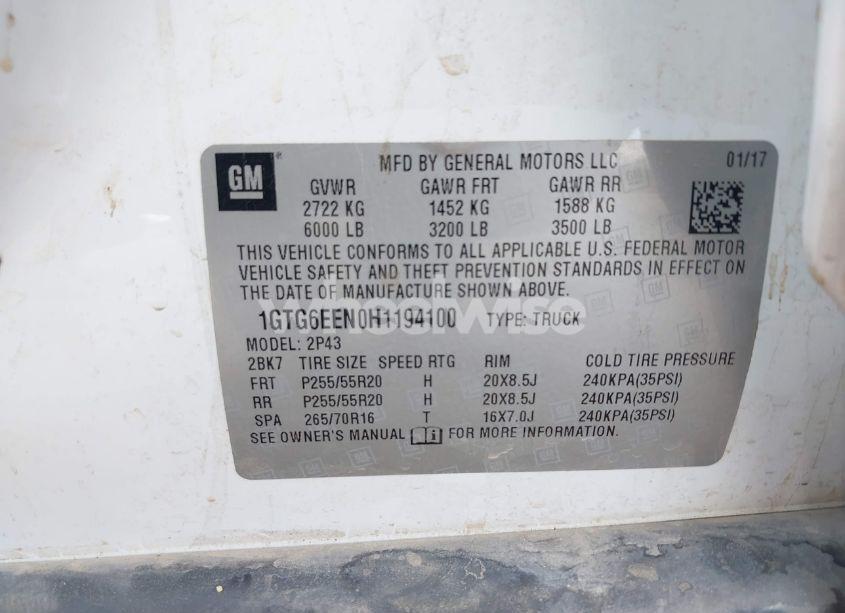 GM
MFD BY GENERAL MOTORS LLC 01/17
GVWR GAWR FRT GAWR RR
2722 KG 1452 KG 1588 KG
6000 LB 3200 LB 3500 LB
THIS VEHICLE CONFORMS TO ALL APPLICABLE U.S. FEDERAL MOTOR
VEHICLE SAFETY AND THEFT PREVENTION STANDARDS IN EFFECT ON
THE DATE OF MANUFACTURE SHOWN ABOVE.
Wheelwise
1GTG6EEN0H1194100 TYPE: TRUCK
MODEL: 2P43
2BK7 TIRE SIZE SPEED RTG RIM COLD TIRE PRESSURE
FRT P255/55R20 H 20X8.5J 240KPA(35PSI)
RR P255/55R20 H 20X8.5J 240KPA(35PSI)
SPA 265/70R16 T 16X7.0J 240KPA(35PSI)
SEE OWNER'S MANUAL i FOR MORE INFORMATION.